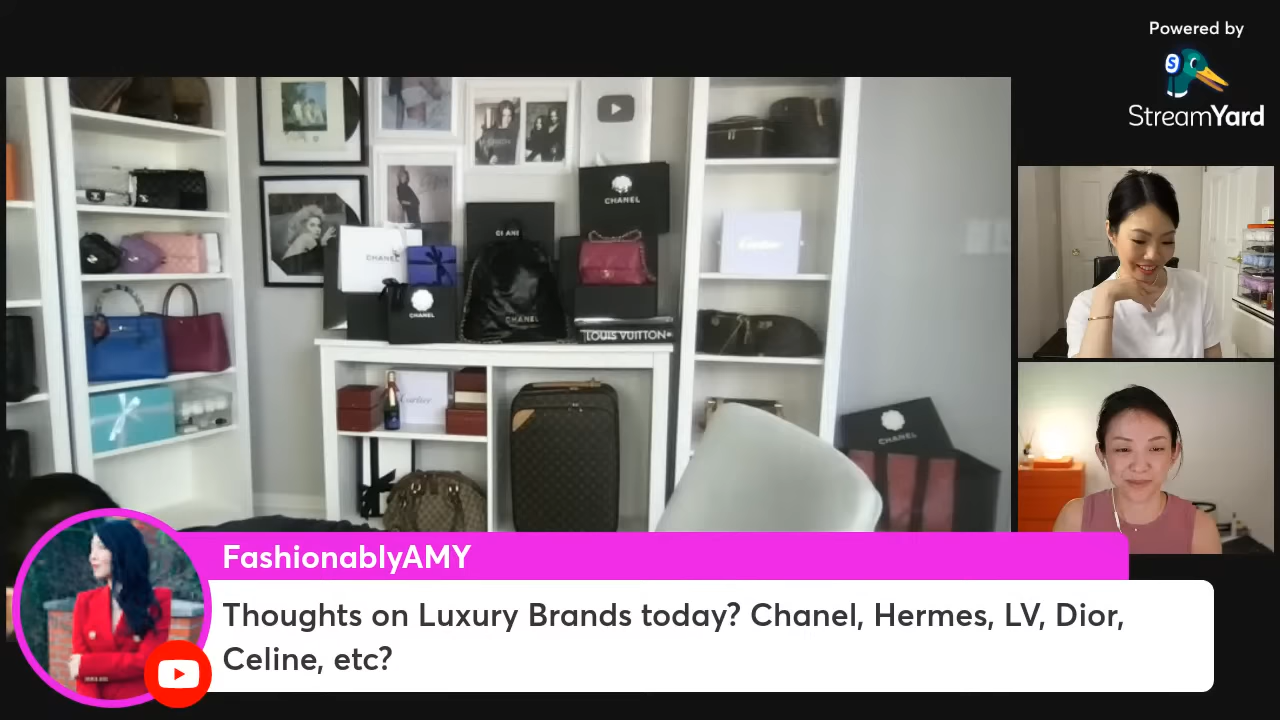 Powered by
StreamYard
CHANEL
CHANEL
CHANEL
CHANEL
LOUIS VUITTON
Cartier
Cartier
CHANEL
FashionablyAMY
Thoughts on Luxury Brands today? Chanel, Hermes, LV, Dior,
Celine, etc?